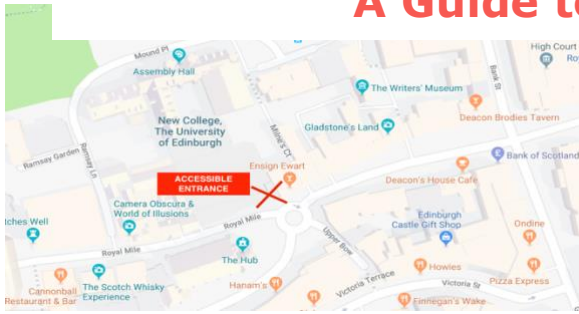 A Guide to
High Court
Mound Pl
Assembly Hall
Bank St
The Writers' Museum
New College,
The University
of Edinburgh
Gladstone's Land
Deacon Brodies Tavern
Milne's Ct
Ramsay Garden
Ramsay Ln
Ensign Ewart
Bank of Scotland
ACCESSIBLE
ENTRANCE
Deacon's House Cafe
Camera Obscura &
World of Illusions
Royal Mile
Edinburgh
Castle Gift Shop
Ondine
Upper Bow
Royal Mile
The Hub
Howies
Victoria Terrace
Victoria St
Pizza Express
Cannonball
Restaurant & Bar
The Scotch Whisky
Experience
Hanam's
Finnegan's Wake